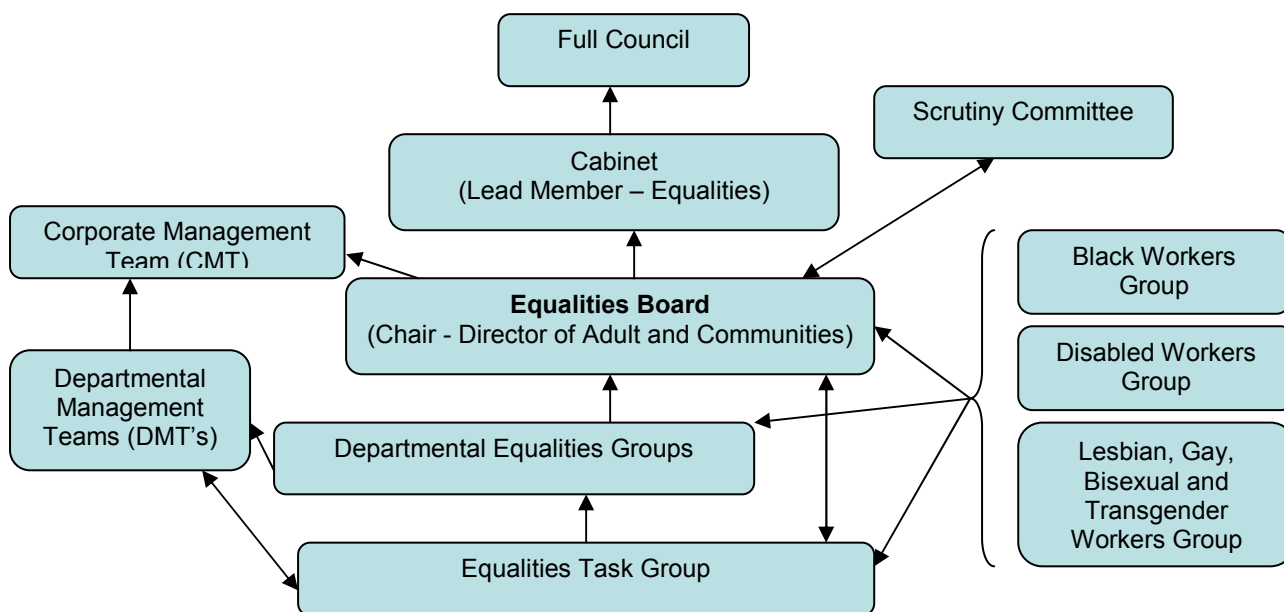 Full Council
Scrutiny Committee
Cabinet
(Lead Member – Equalities)
Corporate Management
Team (CMT)
Black Workers
Group
Equalities Board
(Chair - Director of Adult and Communities)
Disabled Workers
Group
Departmental
Management
Teams (DMT’s)
Departmental Equalities Groups
Lesbian, Gay,
Bisexual and
Transgender
Workers Group
Equalities Task Group